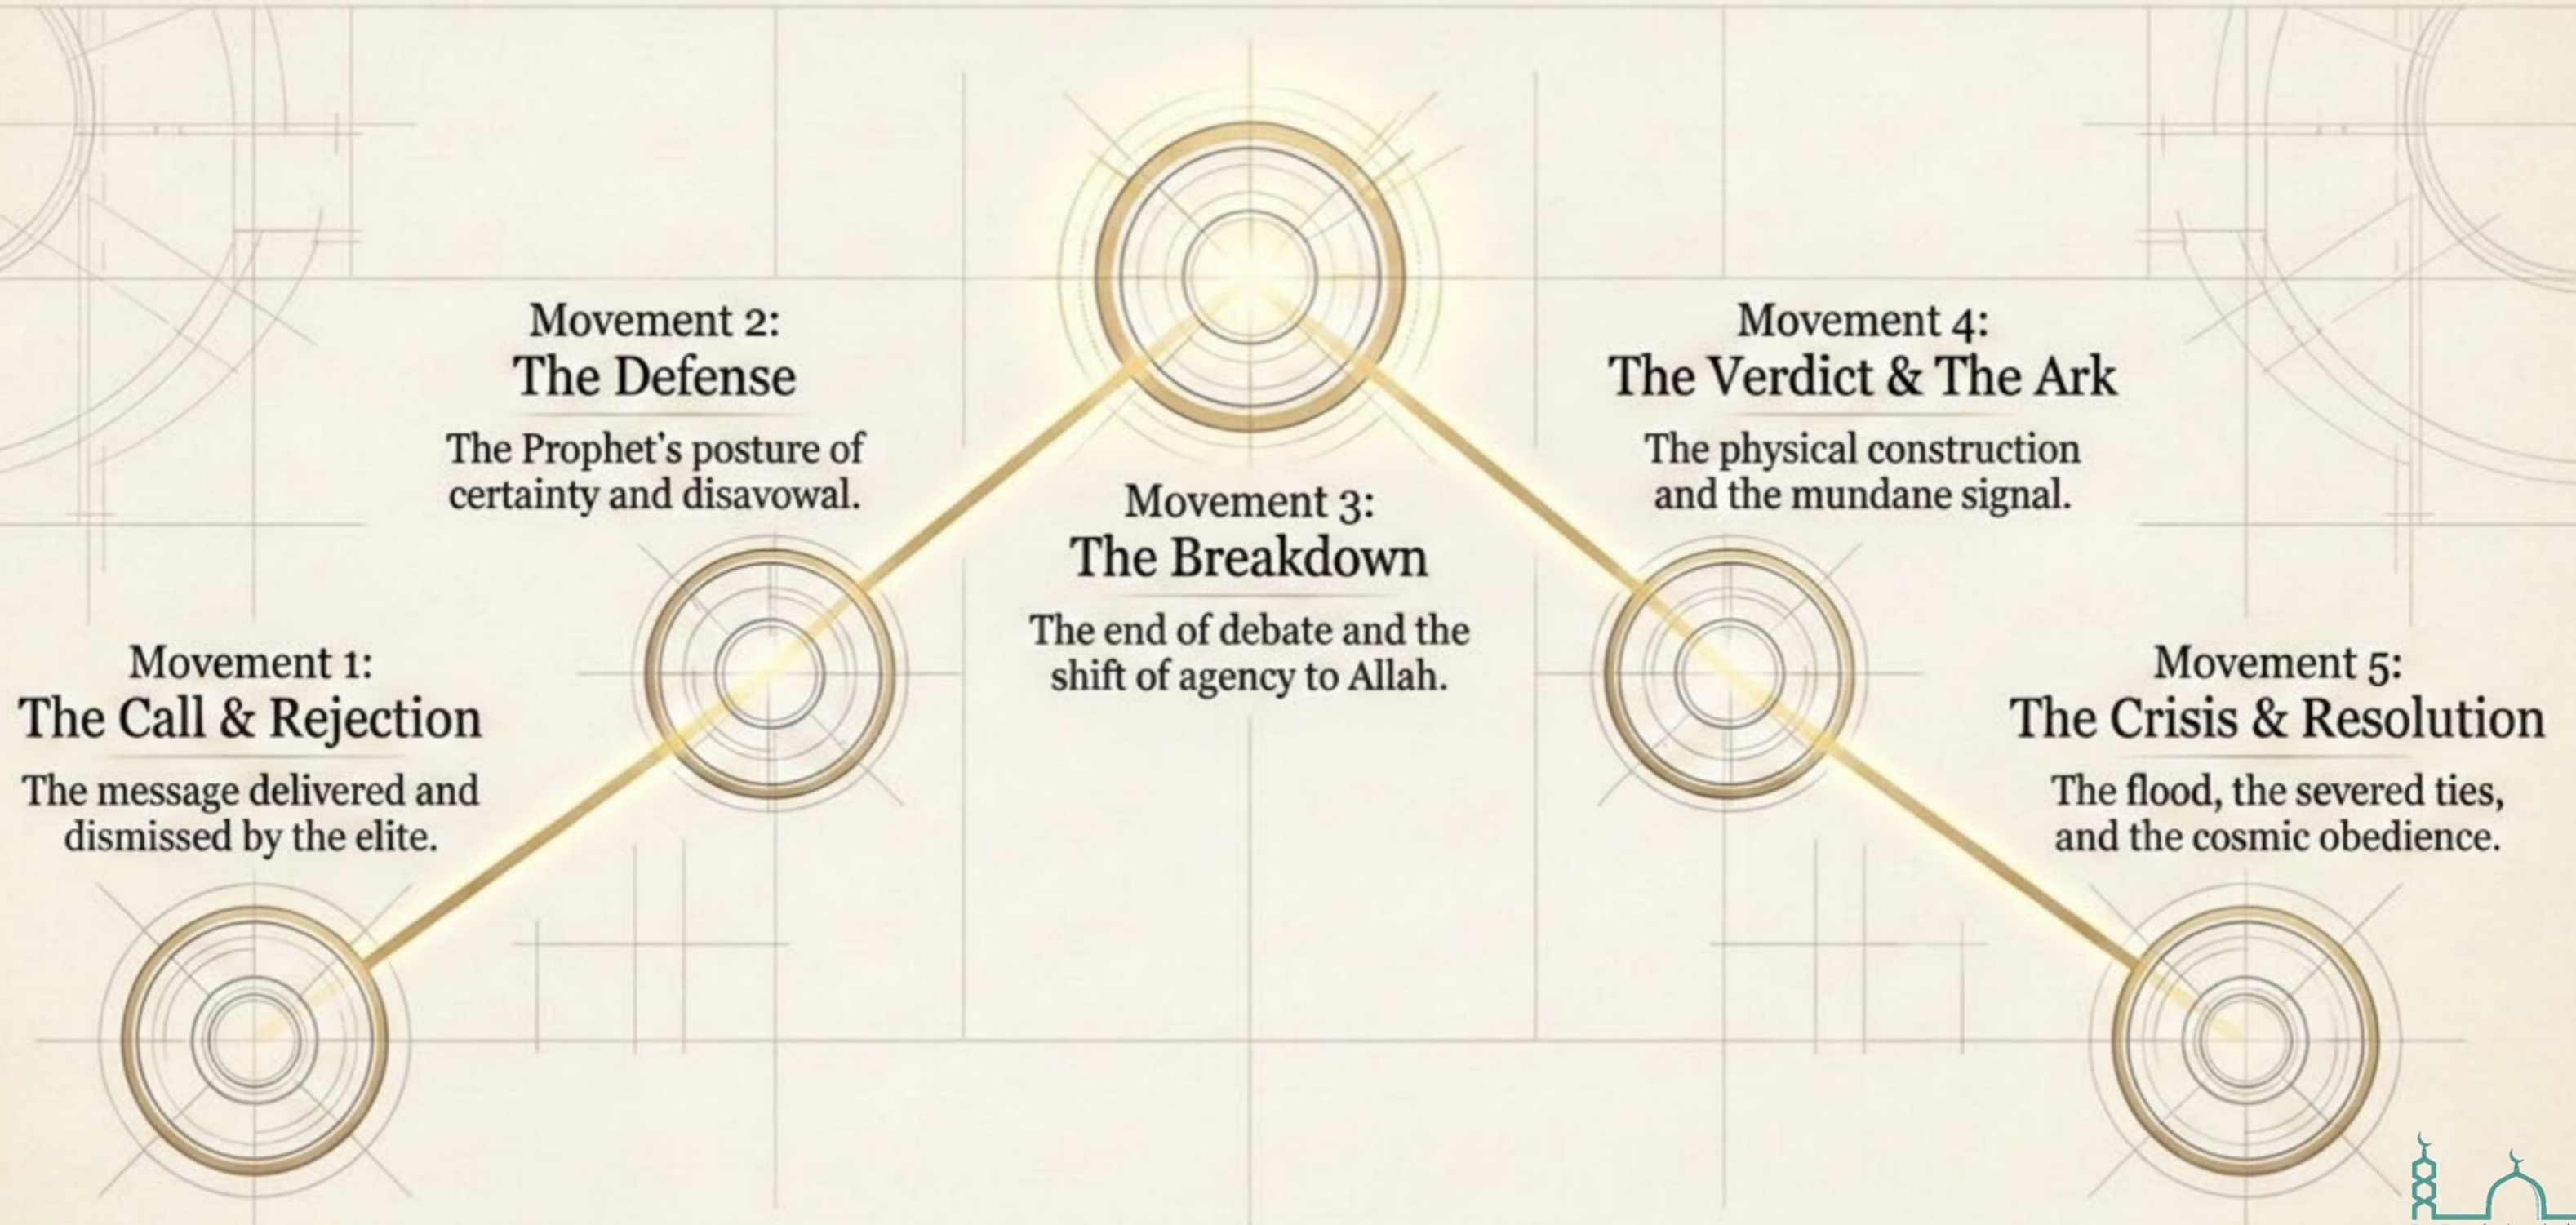 Movement 1:
The Call & Rejection
The message delivered and
dismissed by the elite.
Movement 2:
The Defense
The Prophet's posture of
certainty and disavowal.
Movement 3:
The Breakdown
The end of debate and the
shift of agency to Allah.
Movement 4:
The Verdict & The Ark
The physical construction
and the mundane signal.
Movement 5:
The Crisis & Resolution
The flood, the severed ties,
and the cosmic obedience.